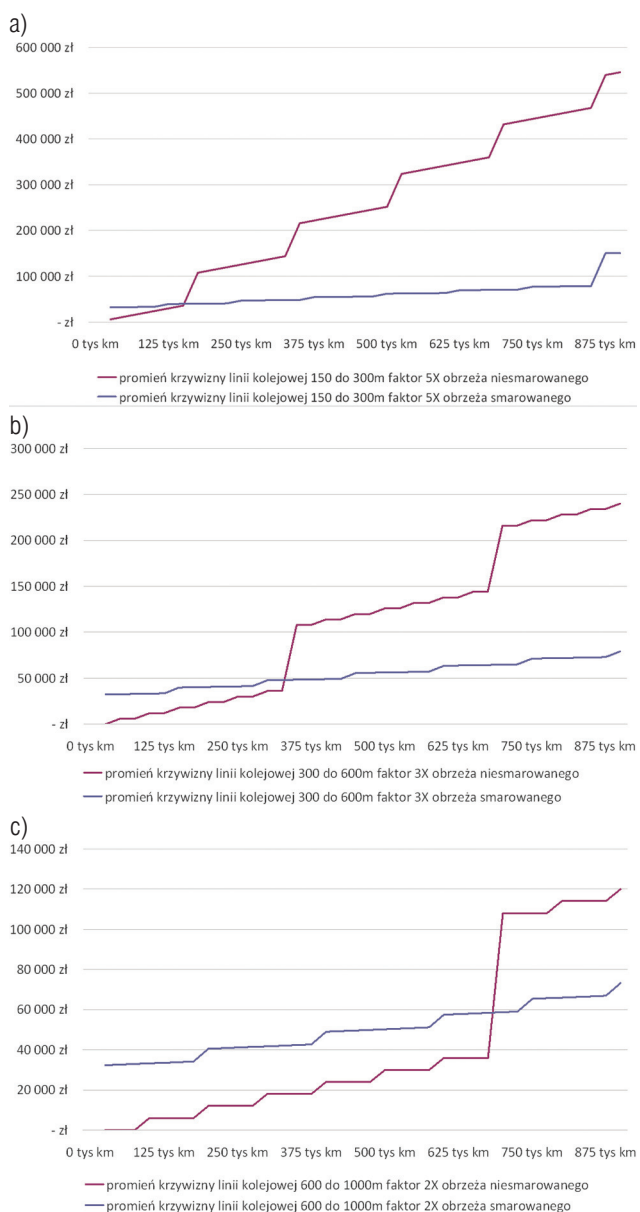 a)
600 000 zł
500 000 zł
400 000 zł
300 000 zł
200 000 zł
100 000 zł
- zł
0 tys km 125 tys km 250 tys km 375 tys km 500 tys km 625 tys km 750 tys km 875 tys km
promień krzywizny linii kolejowej 150 do 300m faktor 5X obrzeża niesmarowanego
promień krzywizny linii kolejowej 150 do 300m faktor 5X obrzeża smarowanego
b)
300 000 zł
250 000 zł
200 000 zł
150 000 zł
100 000 zł
50 000 zł
- zł
0 tys km 125 tys km 250 tys km 375 tys km 500 tys km 625 tys km 750 tys km 875 tys km
promień krzywizny linii kolejowej 300 do 600m faktor 3X obrzeża niesmarowanego
promień krzywizny linii kolejowej 300 do 600m faktor 3X obrzeża smarowanego
c)
140 000 zł
120 000 zł
100 000 zł
80 000 zł
60 000 zł
40 000 zł
20 000 zł
- zł
0 tys km 125 tys km 250 tys km 375 tys km 500 tys km 625 tys km 750 tys km 875 tys km
promień krzywizny linii kolejowej 600 do 1000m faktor 2X obrzeża niesmarowanego
promień krzywizny linii kolejowej 600 do 1000m faktor 2X obrzeża smarowanego